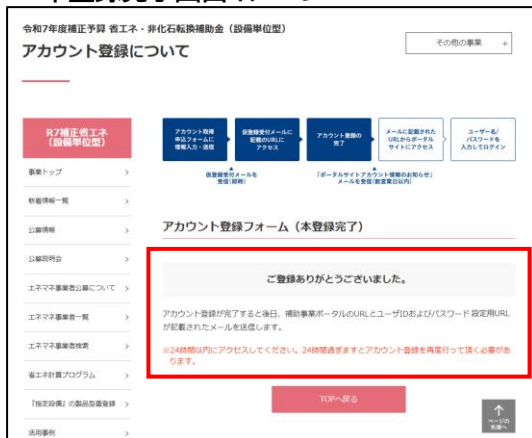 令和7年度補正予算 省エネ・非化石転換補助金（設備単位型）
アカウント登録について
その他の事業 +
R7補正省エネ
（設備単位型）
事業トップ
新着情報一覧
公募情報
公募説明会
エネマネ事業者公募について
エネマネ事業者一覧
エネマネ事業者検索
省エネ計算プログラム
「指定設備」の製品型番登録
活用事例
アカウント取得
申込フォームに
情報入力・送信
仮登録受付メールに
記載のURLに
アクセス
アカウント登録の
完了
メールに記載された
URLからポータル
サイトにアクセス
ユーザー名/
パスワードを
入力してログイン
仮登録受付メールを
受信(即時)
「ポータルサイトアカウント情報のお知らせ」
メールを受信(翌営業日以内)
アカウント登録フォーム（本登録完了）
ご登録ありがとうございました。
アカウント登録が完了すると後日、補助事業ポータルのURLとユーザIDおよびパスワード設定用URL
が記載されたメールを送信します。
※24時間以内にアクセスしてください。24時間過ぎますとアカウント登録を再度行って頂く必要があ
ります。
TOPへ戻る
ページの
先頭へ